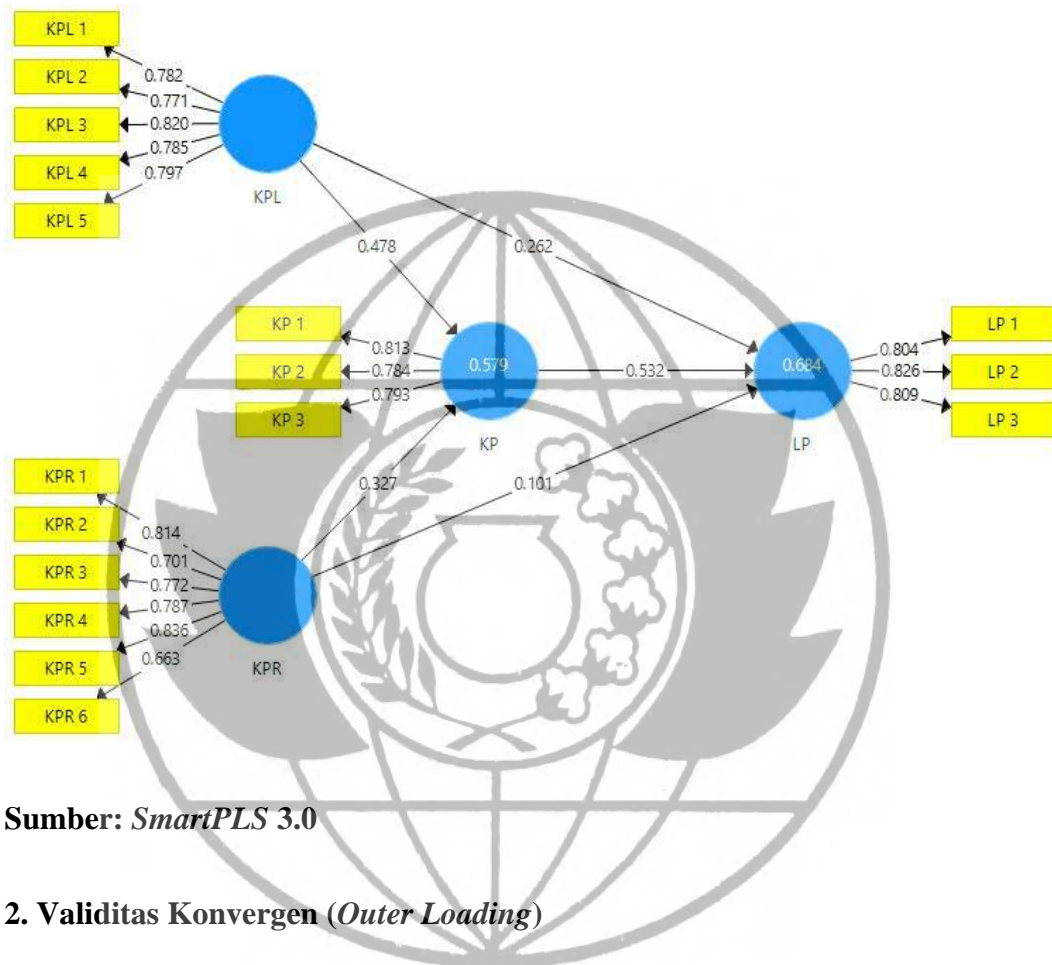 KPL 1
KPL 2
KPL 3
KPL 4
KPL 5
0.782
0.771
0.820
0.785
0.797
KPL
0.478
0.262
KP 1
KP 2
KP 3
0.813
0.784
0.793
0.579
KP
0.532
0.684
LP
0.804
0.826
0.809
LP 1
LP 2
LP 3
0.327
0.101
KPR 1
KPR 2
KPR 3
KPR 4
KPR 5
KPR 6
0.814
0.701
0.772
0.787
0.836
0.663
KPR
Sumber: SmartPLS 3.0
2. Validitas Konvergen (Outer Loading)